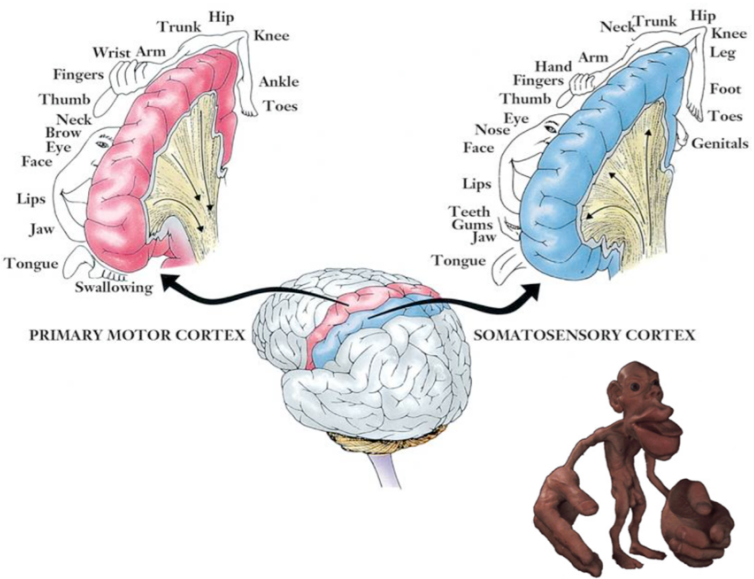 Hip
Trunk
Knee
Wrist Arm
Fingers
Ankle
Thumb
Toes
Neck
Brow
Eye
Face
Lips
Jaw
Tongue
Swallowing
PRIMARY MOTOR CORTEX
Hip
Trunk
Neck
Knee
Leg
Arm
Hand
Fingers
Foot
Thumb
Toes
Eye
Nose
Genitals
Face
Lips
Teeth
Gums
Jaw
Tongue
SOMATOSENSORY CORTEX